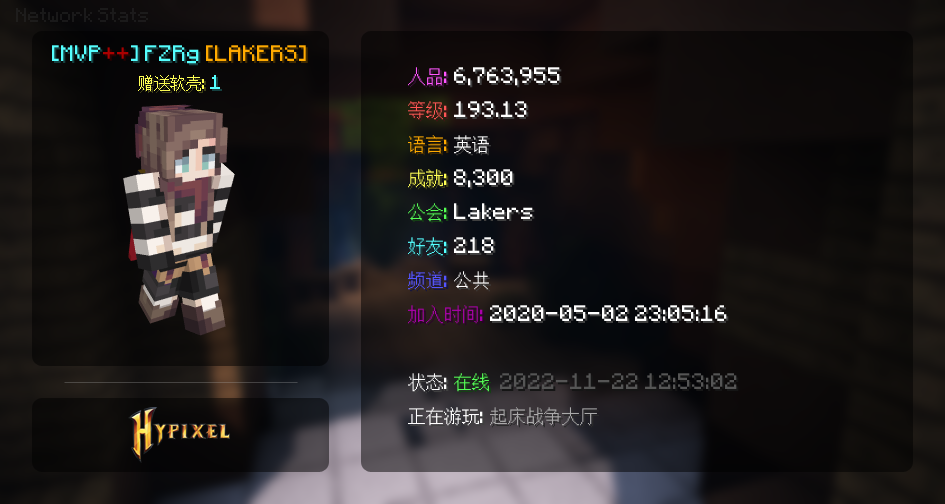 Network Stats
[MVP++] FZRg [LAKERS]
赠送软壳: 1
人品: 6,763,955
等级: 193.13
语言: 英语
成就: 8,300
公会: Lakers
好友: 218
频道: 公共
加入时间: 2020-05-02 23:05:16
状态: 在线 2022-11-22 12:53:02
正在游玩: 起床战争大厅
HYPIXEL